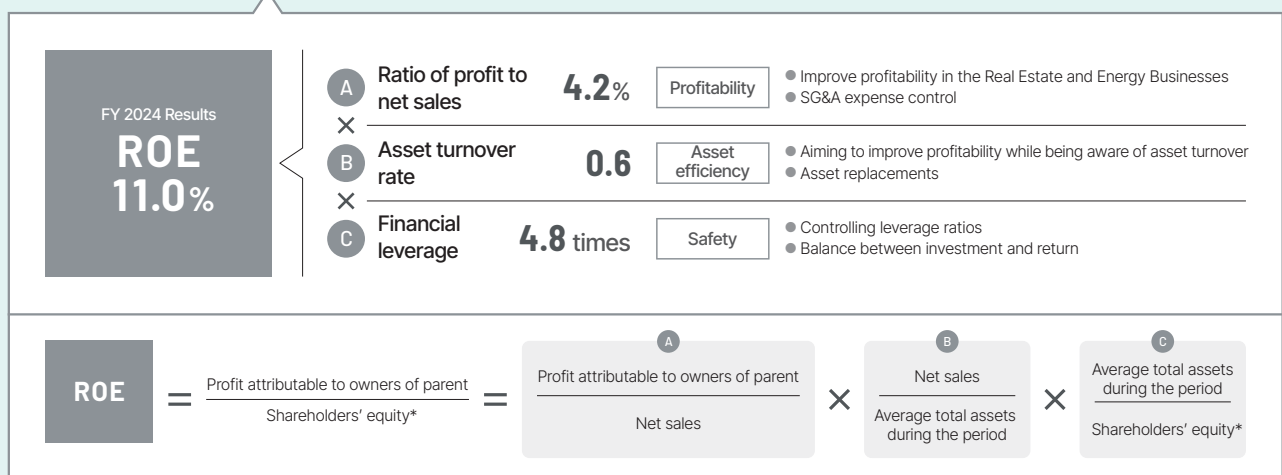 FY 2024 Results
ROE
11.0%
A
Ratio of profit to
net sales
4.2%
Profitability
● Improve profitability in the Real Estate and Energy Businesses
● SG&A expense control
×
B
Asset turnover
rate
0.6
Asset
efficiency
● Aiming to improve profitability while being aware of asset turnover
● Asset replacements
×
C
Financial
leverage
4.8 times
Safety
● Controlling leverage ratios
● Balance between investment and return
ROE
=
Profit attributable to owners of parent
Shareholders' equity*
=
A
Profit attributable to owners of parent
Net sales
×
B
Net sales
Average total assets
during the period
×
C
Average total assets
during the period
Shareholders' equity*